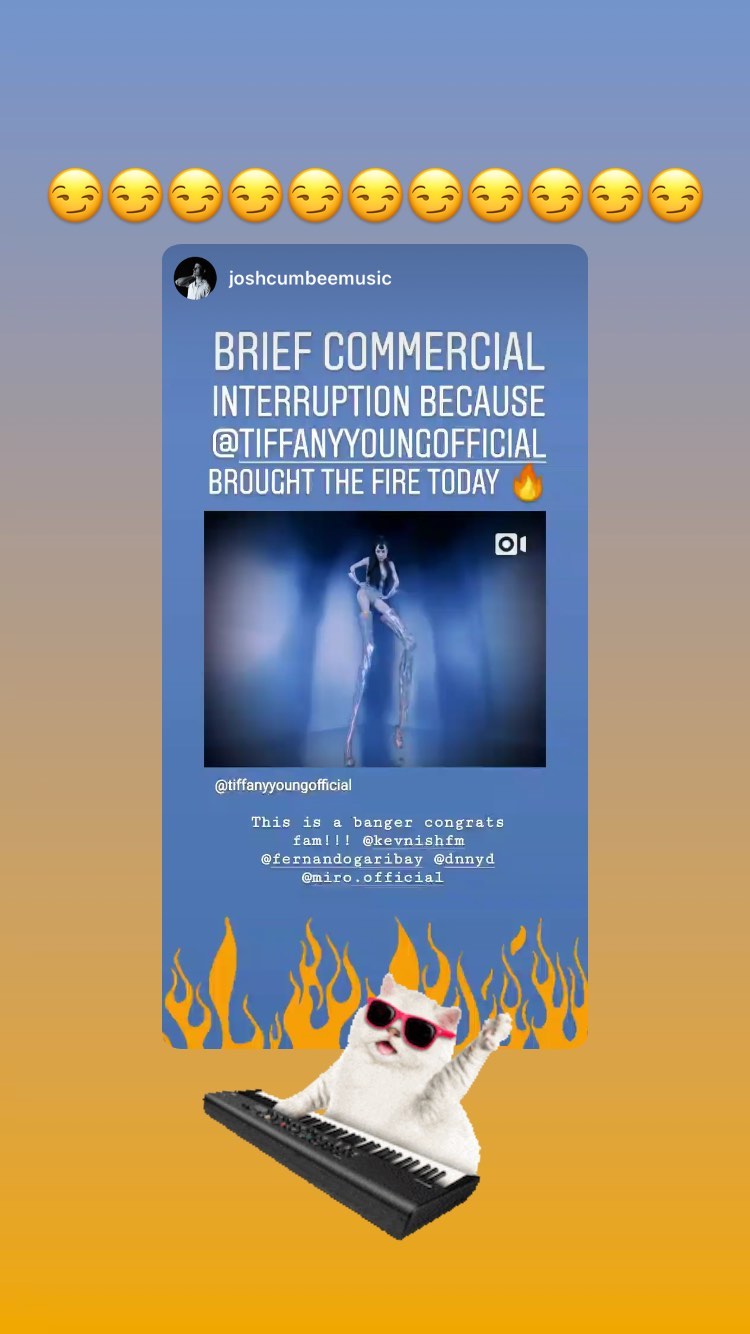 joshcumbeemusic
BRIEF COMMERCIAL
INTERRUPTION BECAUSE
@TIFFANYYOUNGOFFICIAL
BROUGHT THE FIRE TODAY 🔥
@tiffanyyoungofficial
This is a banger congrats
fam!!! @kevnishfm
@fernandogaribay @dnnyd
@miro.official